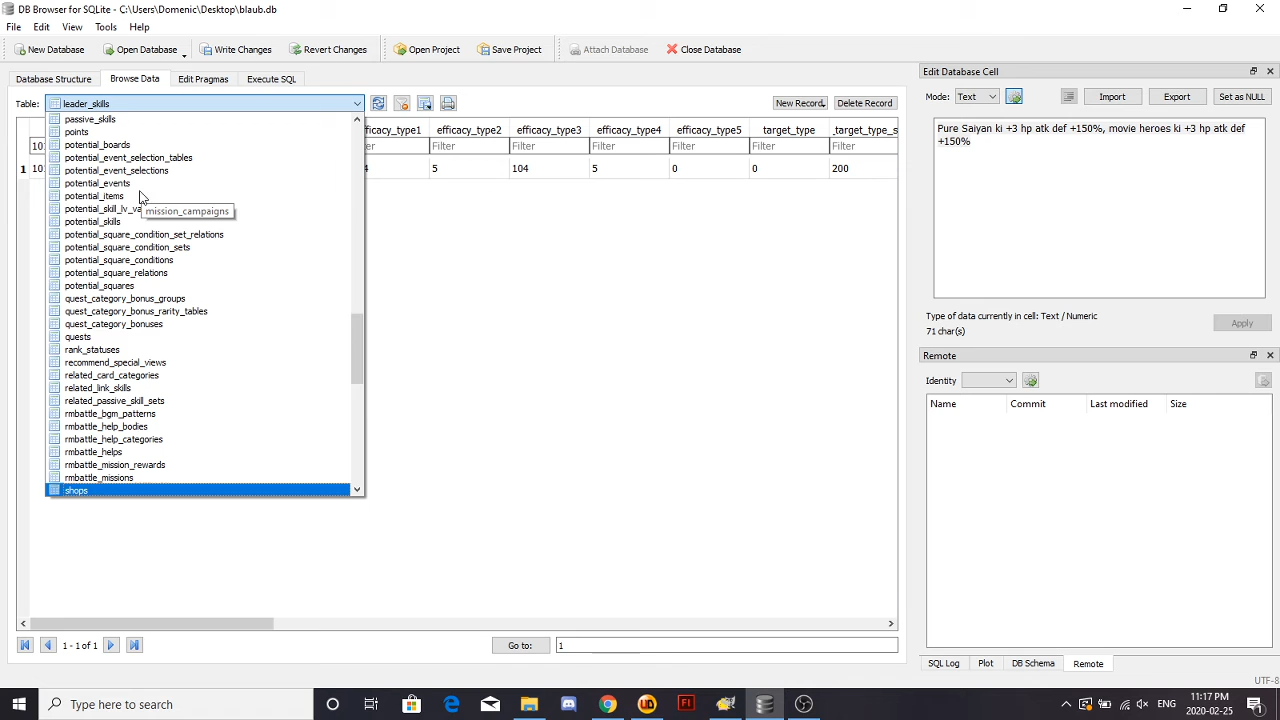 DB Browser for SQLite - C:\Users\Domenic\Desktop\blaub.db
File Edit View Tools Help
New Database Open Database Write Changes Revert Changes Open Project Save Project Attach Database Close Database
Database Structure Browse Data Edit Pragmas Execute SQL
Table: leader_skills New Record Delete Record
efficacy_type2 efficacy_type3 efficacy_type4 efficacy_type5 target_type
Filter Filter Filter Filter Filter Filter
1 5 104 5 0 0 200
passive_skills
points
potential_boards
potential_event_selection_tables
potential_event_selections
potential_events
potential_items
potential_skill_lv_va
mission_campaigns
potential_skills
potential_square_condition_set_relations
potential_square_condition_sets
potential_square_conditions
potential_square_relations
potential_squares
quest_category_bonus_groups
quest_category_bonus_rarity_tables
quest_category_bonuses
quests
rank_statuses
recommend_special_views
related_card_categories
related_link_skills
related_passive_skill_sets
rmbattle_bgm_patterns
rmbattle_help_bodies
rmbattle_help_categories
rmbattle_helps
rmbattle_mission_rewards
rmbattle_missions
shops
1 - 1 of 1 Go to: 1
Edit Database Cell
Mode: Text Import Export Set as NULL
Pure Saiyan ki +3 hp atk def +150%, movie heroes ki +3 hp atk def
+150%
Type of data currently in cell: Text / Numeric
71 char(s)
Apply
Remote
Identity
Name Commit Last modified Size
SQL Log Plot DB Schema Remote
UTF-8
Type here to search
ENG
11:17 PM
2020-02-25